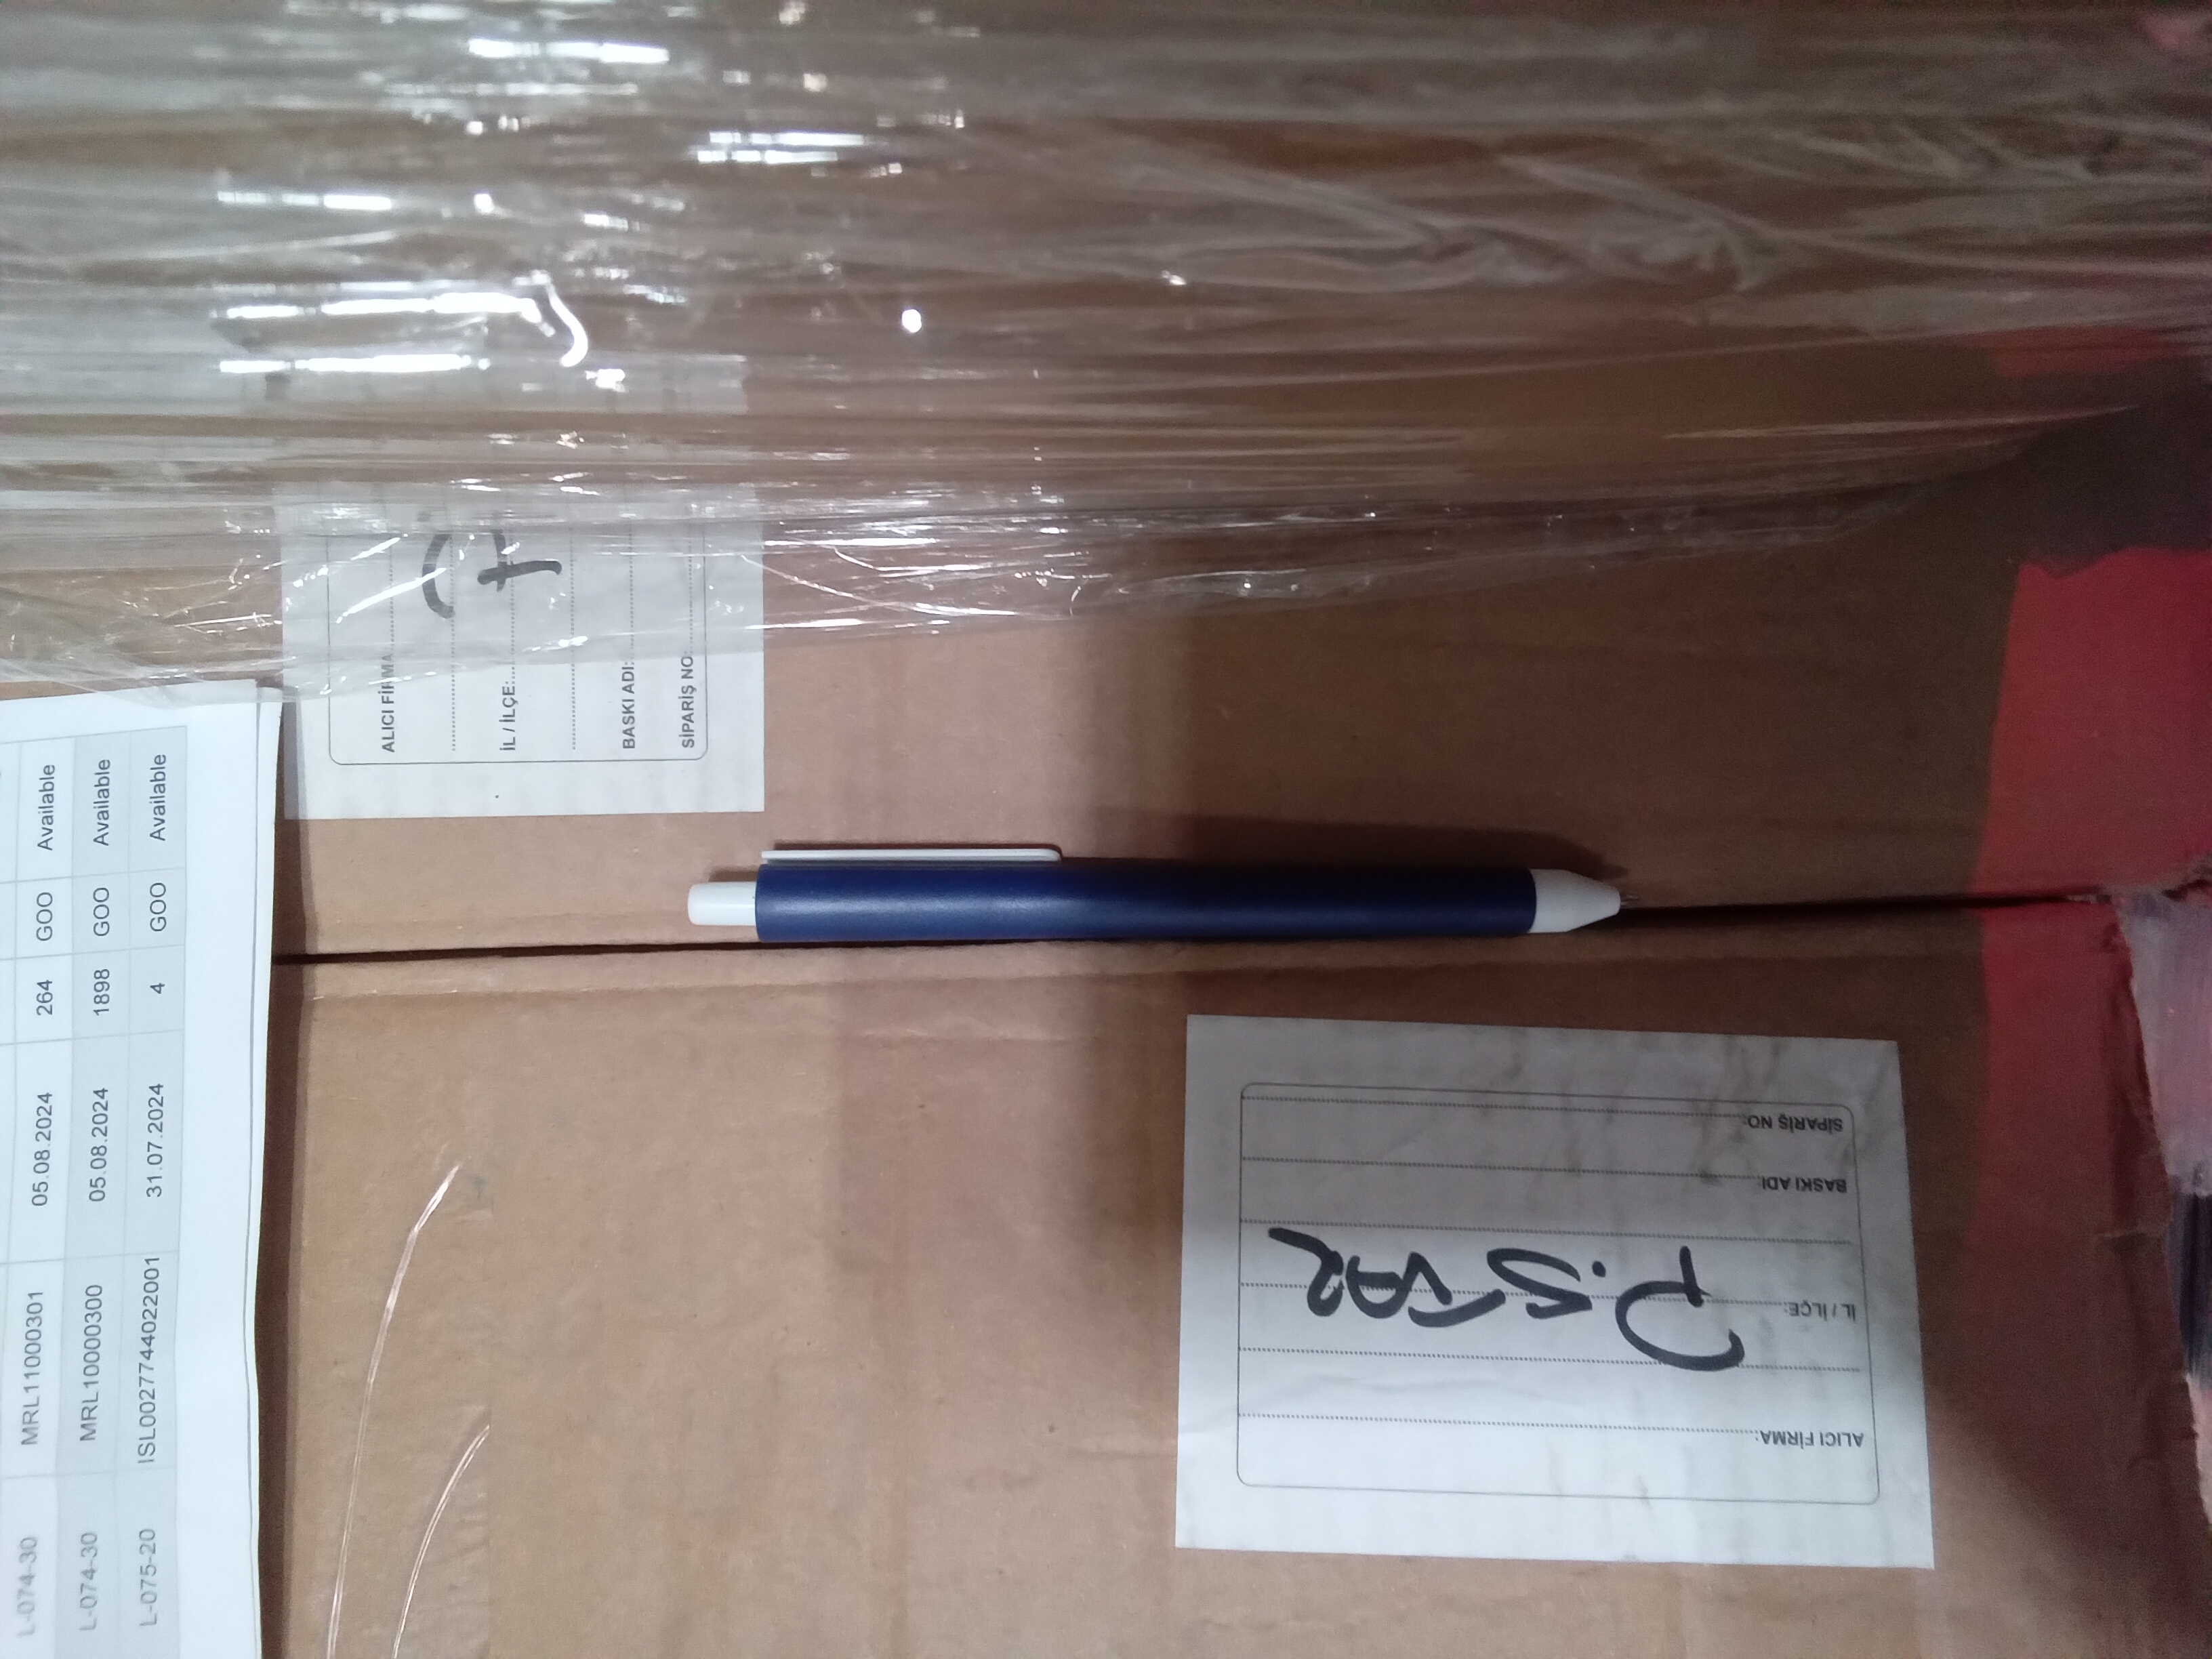 ALICI FİRMA:
İL / İLÇE:
P.STAR
BASKI ADI:
SİPARİŞ NO:
L-074-30 MRL11000301 05.08.2024 264 GOO Available
L-074-30 MRL10000300 05.08.2024 1898 GOO Available
L-075-20 ISL0027744022001 31.07.2024 4 GOO Available
ALICI FİRMA
İL / İLÇE:
BASKI ADI:
SİPARİŞ NO: